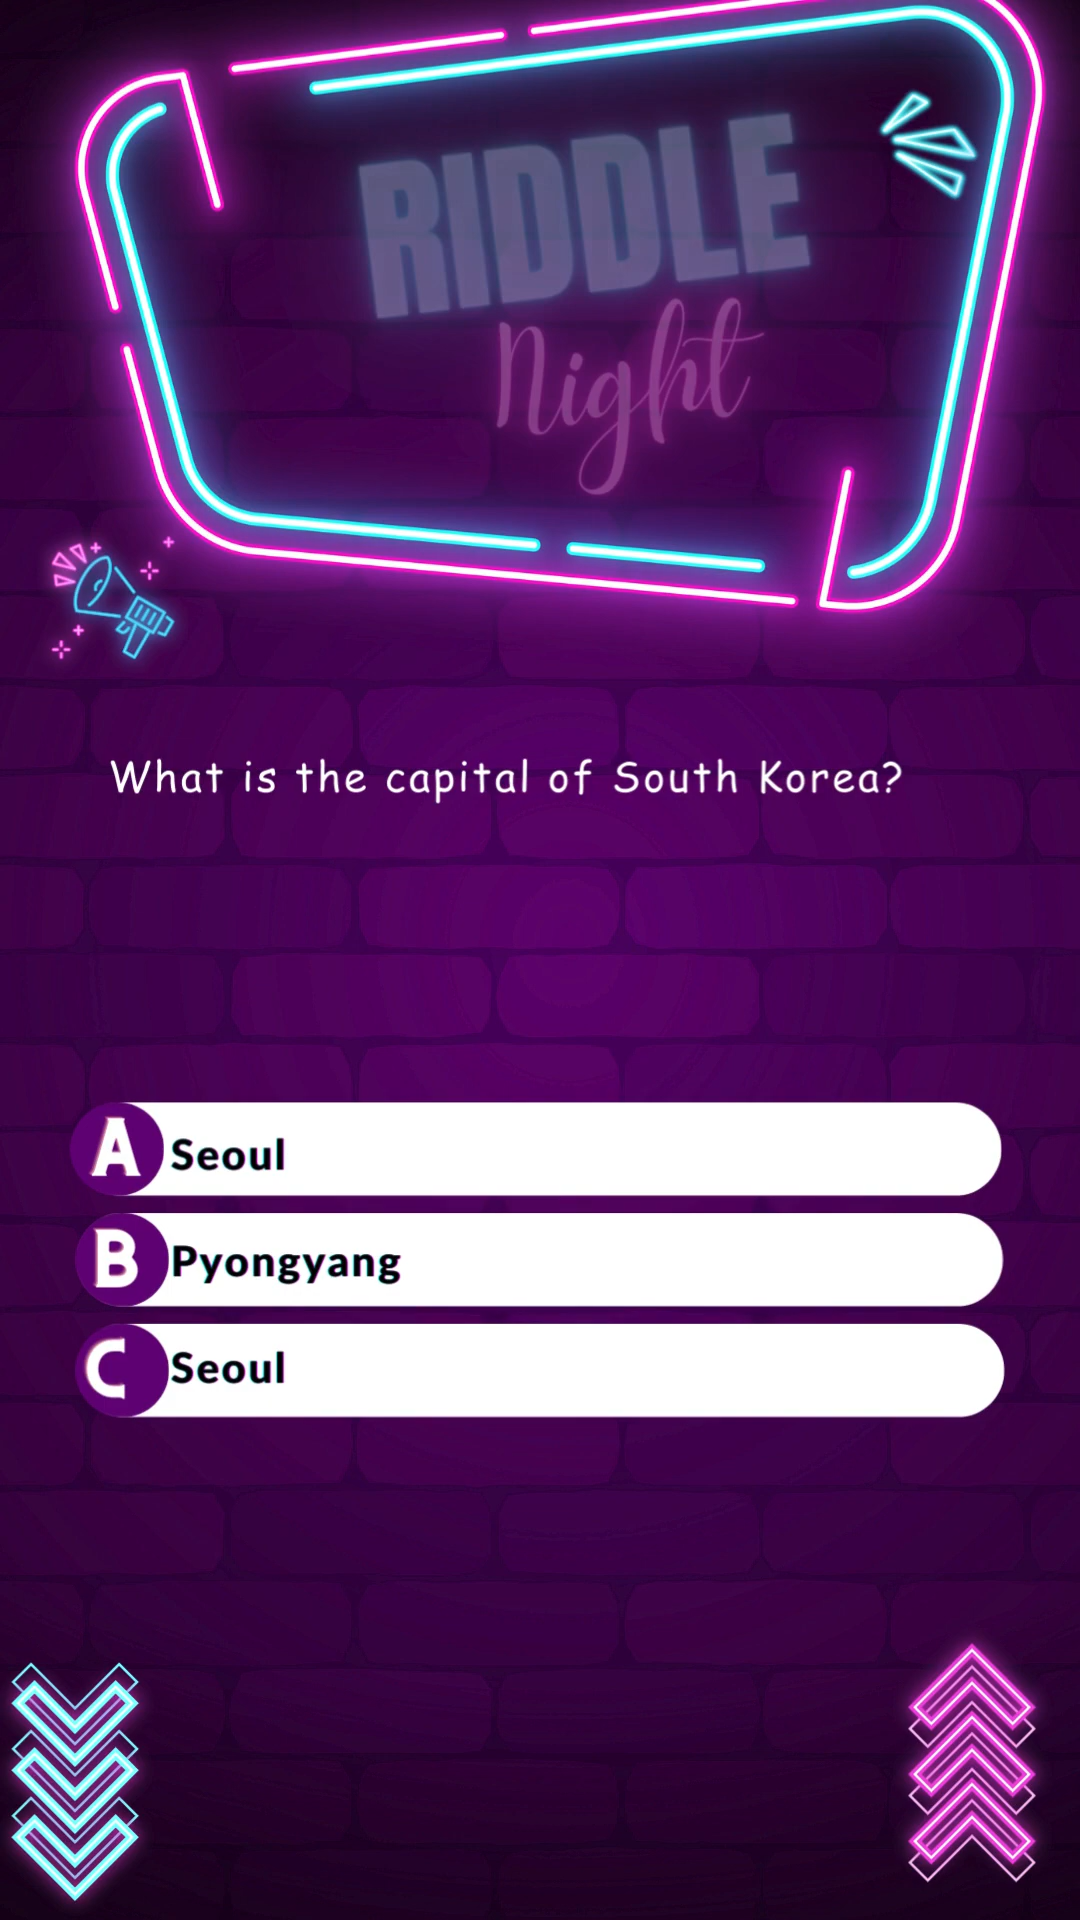 RIDDLE
Night
What is the capital of South Korea?
A Seoul
B Pyongyang
C Seoul